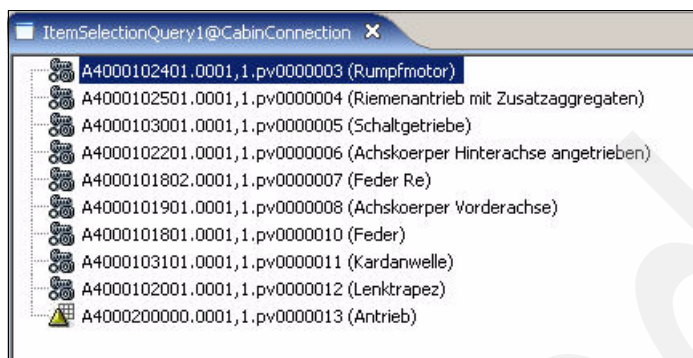 ItemSelectionQuery1@CabinConnection
A4000102401.0001,1.pv0000003 (Rumpfmotor)
A4000102501.0001,1.pv0000004 (Riemenantrieb mit Zusatzaggregaten)
A4000103001.0001,1.pv0000005 (Schaltgetriebe)
A4000102201.0001,1.pv0000006 (Achskoerper Hinterachse angetrieben)
A4000101802.0001,1.pv0000007 (Feder Re)
A4000101901.0001,1.pv0000008 (Achskoerper Vorderachse)
A4000101801.0001,1.pv0000010 (Feder)
A4000103101.0001,1.pv0000011 (Kardanwelle)
A4000102001.0001,1.pv0000012 (Lenktrapez)
A4000200000.0001,1.pv0000013 (Antrieb)